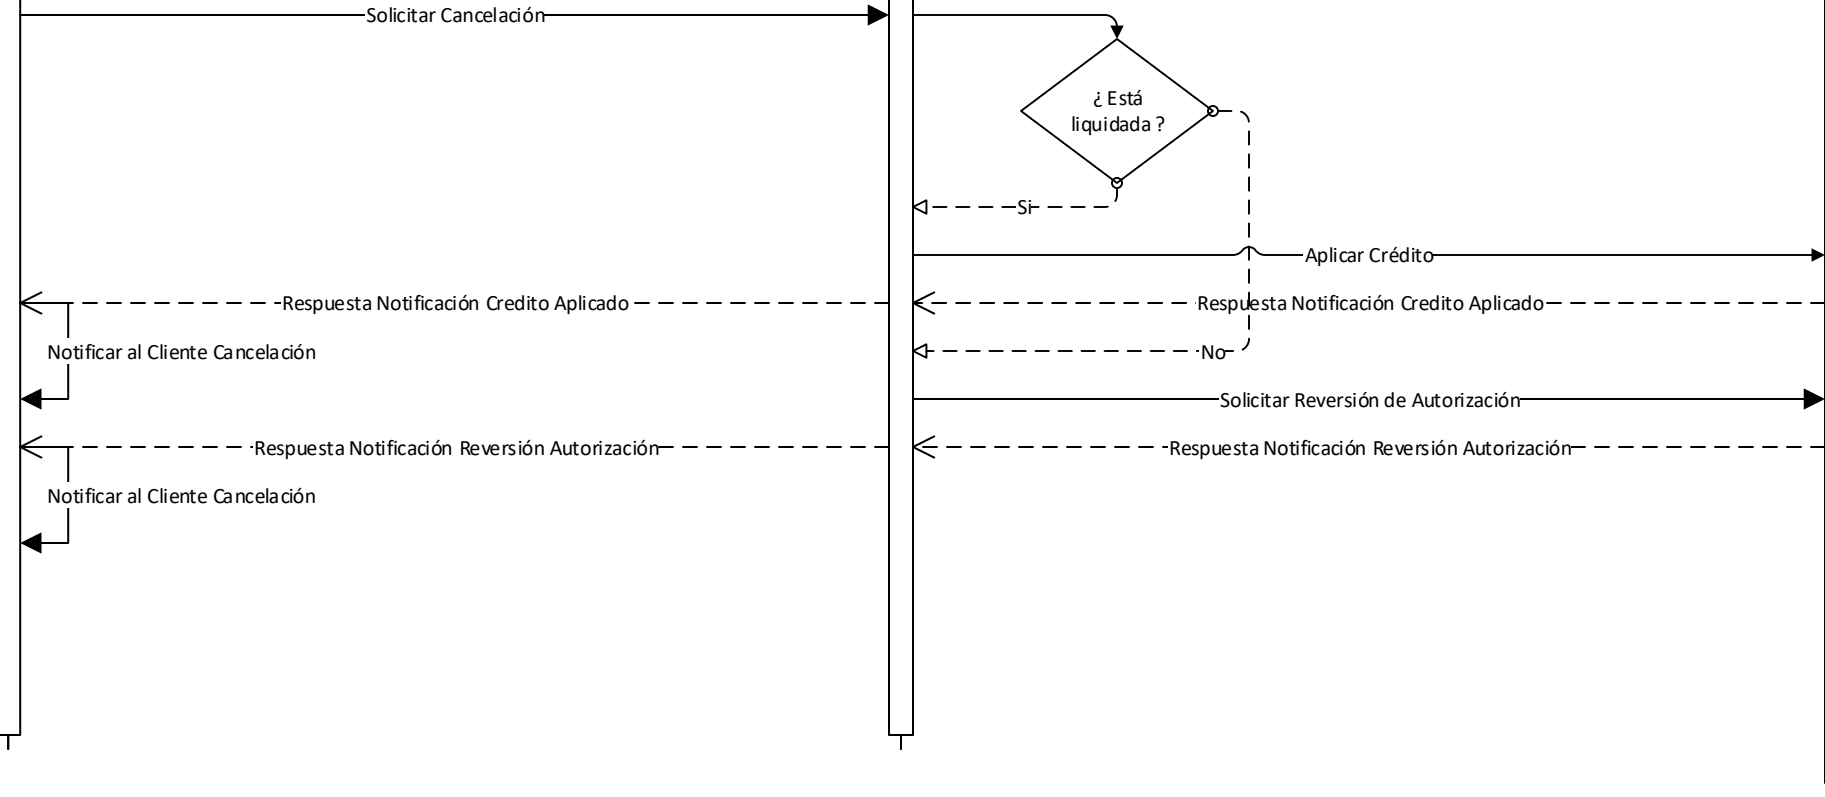 Solicitar Cancelación
¿ Está
liquidada ?
Si
Aplicar Crédito
Respuesta Notificación Credito Aplicado
Respuesta Notificación Credito Aplicado
Notificar al Cliente Cancelación
No
Solicitar Reversión de Autorización
Respuesta Notificación Reversión Autorización
Respuesta Notificación Reversión Autorización
Notificar al Cliente Cancelación